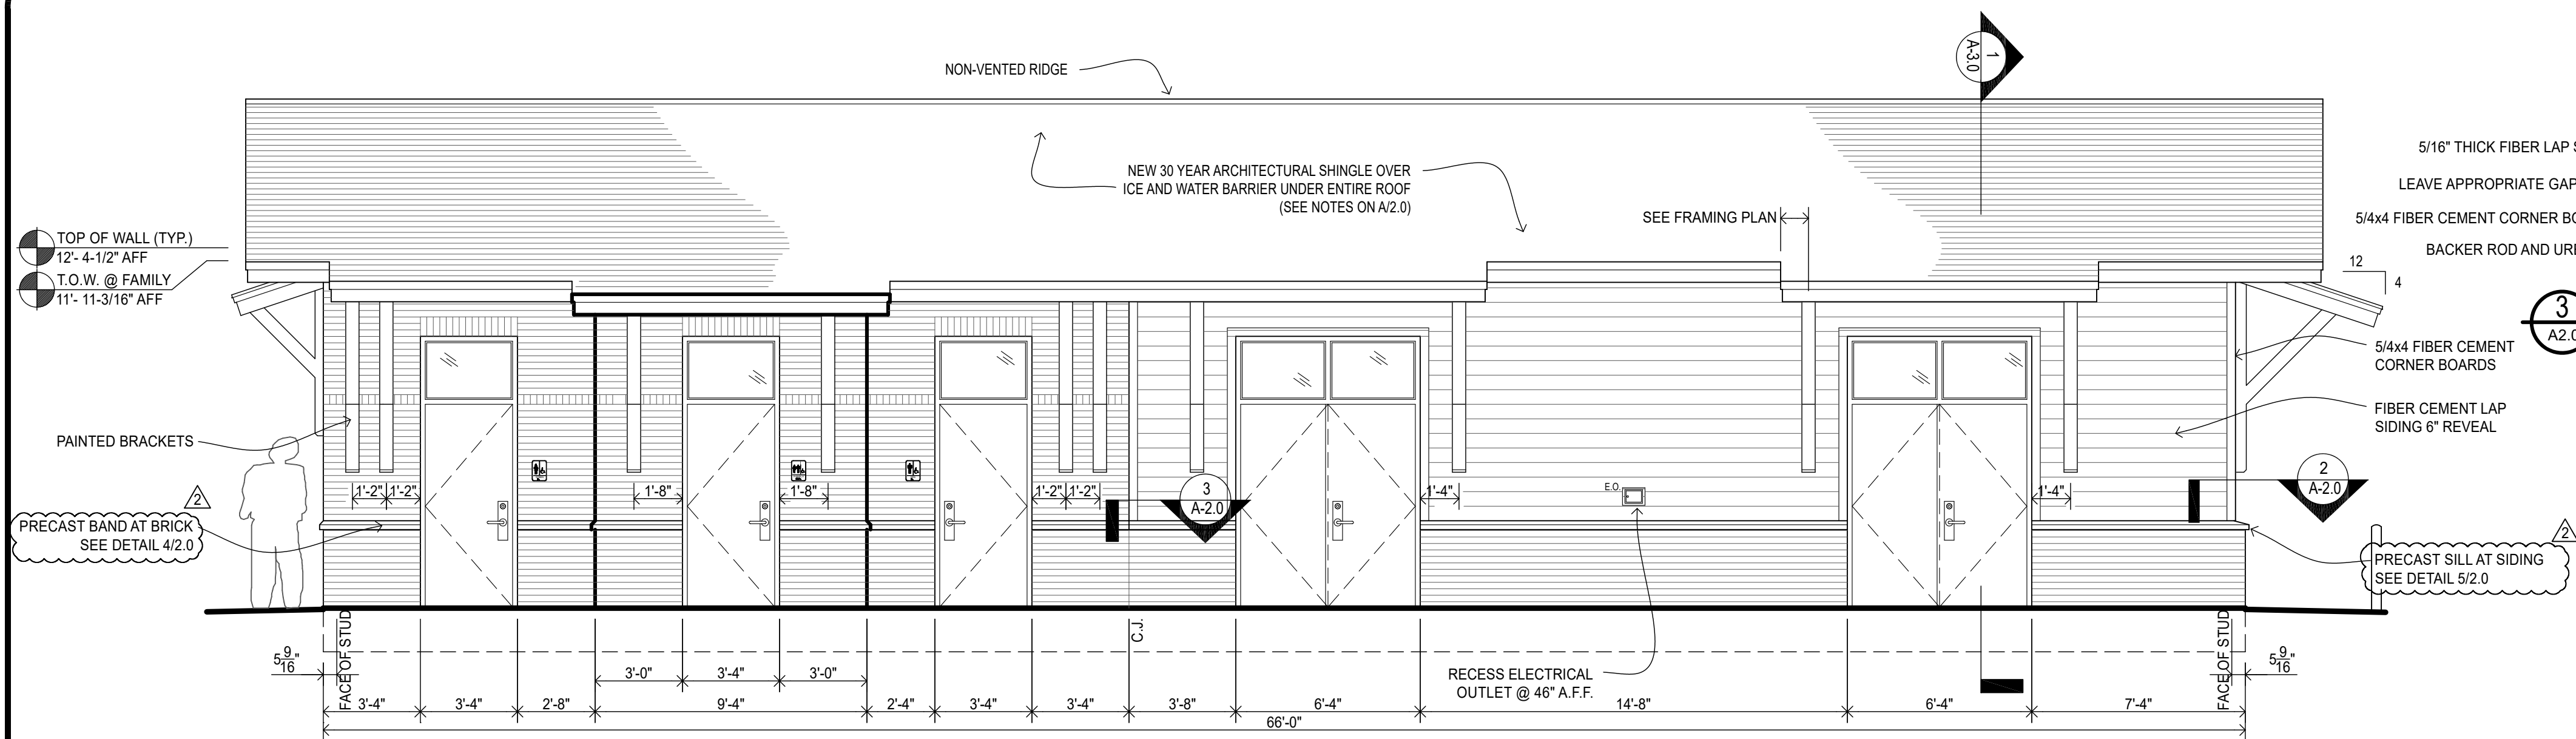 NON-VENTED RIDGE
1
A-3.0
NEW 30 YEAR ARCHITECTURAL SHINGLE OVER
ICE AND WATER BARRIER UNDER ENTIRE ROOF
(SEE NOTES ON A/2.0)
SEE FRAMING PLAN
5/16" THICK FIBER LAP
LEAVE APPROPRIATE GAP
5/4x4 FIBER CEMENT CORNER
BACKER ROD AND
12
4
3
A2.0
TOP OF WALL (TYP.)
12'- 4-1/2" AFF
T.O.W. @ FAMILY
11'- 11-3/16" AFF
5/4x4 FIBER CEMENT
CORNER BOARDS
FIBER CEMENT LAP
SIDING 6" REVEAL
PAINTED BRACKETS
2
PRECAST BAND AT BRICK
SEE DETAIL 4/2.0
1'-2" 1'-2"
1'-8"
1'-8"
1'-2" 1'-2"
3
A-2.0
1'-4"
E.O.
1'-4"
2
A-2.0
2
PRECAST SILL AT SIDING
SEE DETAIL 5/2.0
RECESS ELECTRICAL
OUTLET @ 46" A.F.F.
5 9/16"
FACE OF STUD
C.J.
FACE OF STUD
5 9/16"
3'-0" 3'-4" 3'-0"
3'-4" 3'-4" 2'-8" 9'-4" 2'-4" 3'-4" 3'-4" 3'-8" 6'-4" 14'-8" 6'-4" 7'-4"
66'-0"